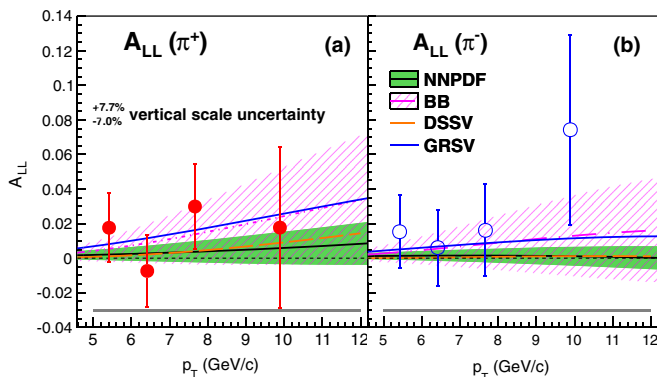 0.14
0.12
0.1
0.08
0.06
0.04
0.02
0
-0.02
-0.04
A_LL
A_LL (π⁺) (a)
+7.7%
-7.0% vertical scale uncertainty
5 6 7 8 9 10 11 12
p_T (GeV/c)
A_LL (π⁻) (b)
NNPDF
BB
DSSV
GRSV
5 6 7 8 9 10 11 12
p_T (GeV/c)